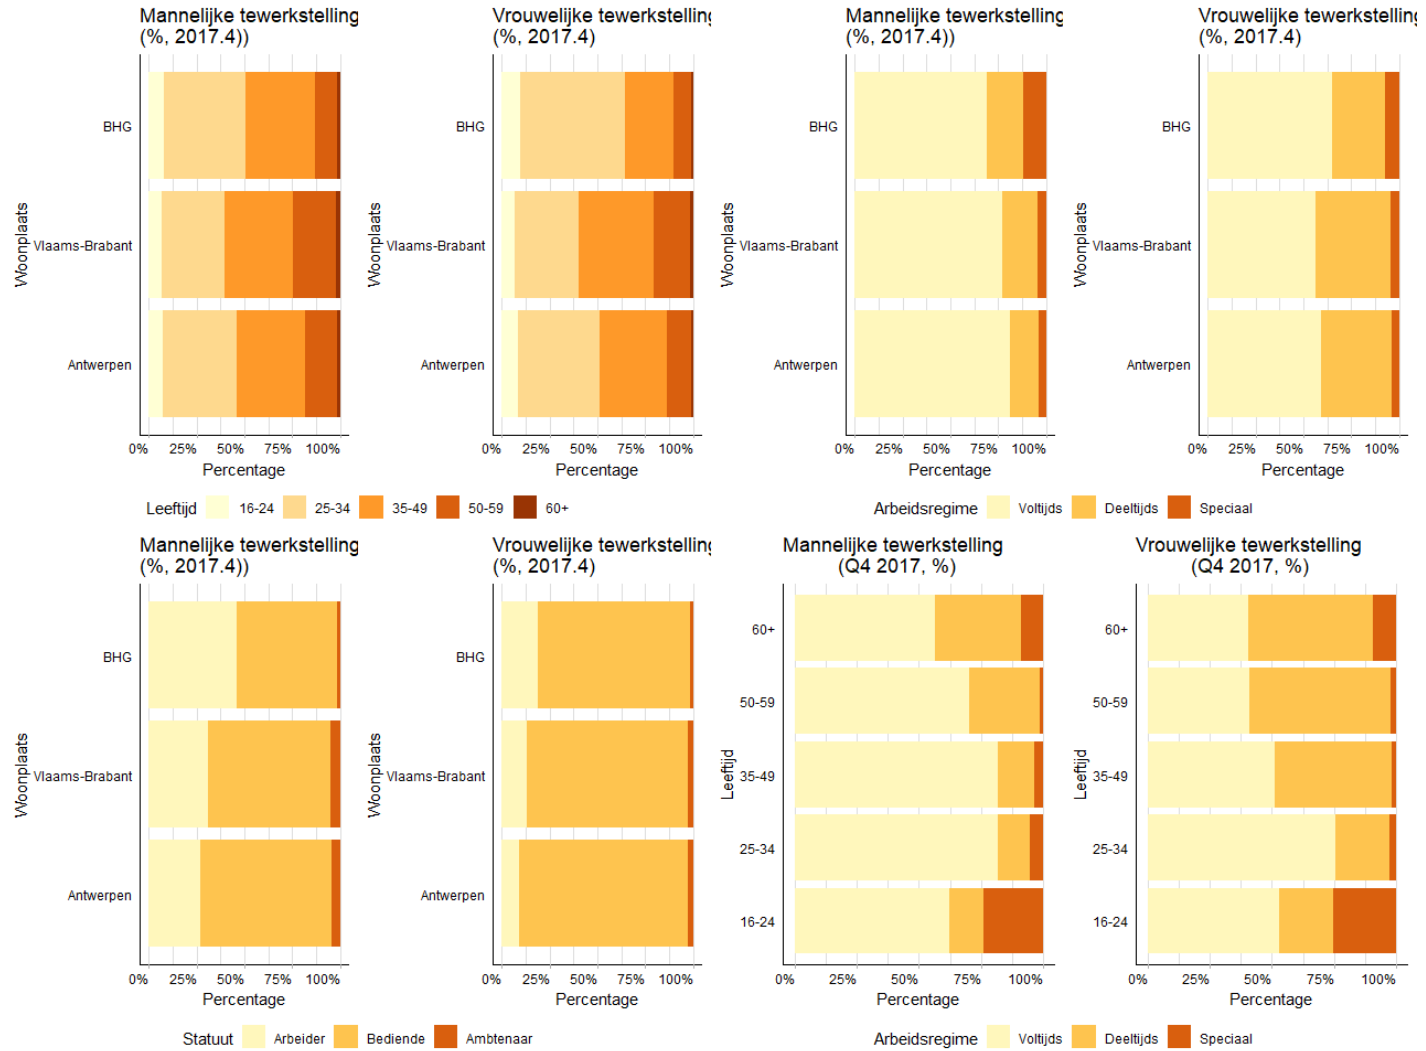 Mannelijke tewerkstelling
(%, 2017.4))
Vrouwelijke tewerkstelling
(%, 2017.4)
Mannelijke tewerkstelling
(%, 2017.4))
Vrouwelijke tewerkstelling
(%, 2017.4)
Woonplaats
BHG
Vlaams-Brabant
Antwerpen
0% 25% 50% 75% 100%
Percentage
Woonplaats
BHG
Vlaams-Brabant
Antwerpen
0% 25% 50% 75% 100%
Percentage
Leeftijd 16-24 25-34 35-49 50-59 60+
Woonplaats
BHG
Vlaams-Brabant
Antwerpen
0% 25% 50% 75% 100%
Percentage
Woonplaats
BHG
Vlaams-Brabant
Antwerpen
0% 25% 50% 75% 100%
Percentage
Arbeidsregime Voltijds Deeltijds Speciaal
Mannelijke tewerkstelling
(%, 2017.4))
Vrouwelijke tewerkstelling
(%, 2017.4)
Mannelijke tewerkstelling
(Q4 2017, %)
Vrouwelijke tewerkstelling
(Q4 2017, %)
Woonplaats
BHG
Vlaams-Brabant
Antwerpen
0% 25% 50% 75% 100%
Percentage
Woonplaats
BHG
Vlaams-Brabant
Antwerpen
0% 25% 50% 75% 100%
Percentage
Statuut Arbeider Bediende Ambtenaar
Leeftijd
60+
50-59
35-49
25-34
16-24
0% 25% 50% 75% 100%
Percentage
Leeftijd
60+
50-59
35-49
25-34
16-24
0% 25% 50% 75% 100%
Percentage
Arbeidsregime Voltijds Deeltijds Speciaal